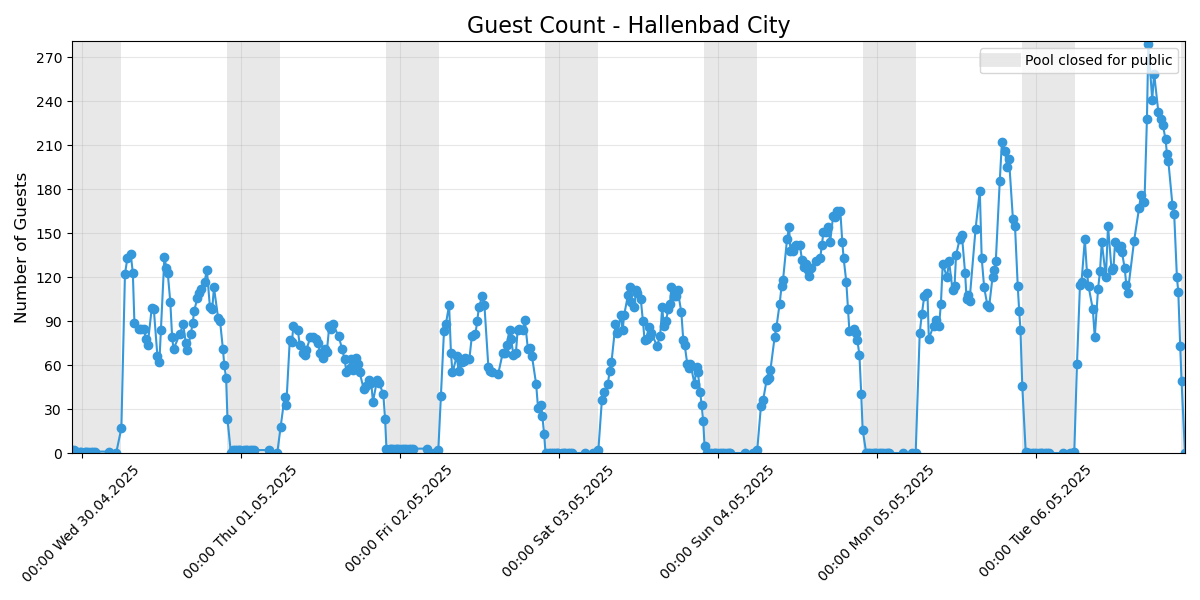 Guest Count - Hallenbad City
Pool closed for public
Number of Guests
270
240
210
180
150
120
90
60
30
0
00:00 Wed 30.04.2025
00:00 Thu 01.05.2025
00:00 Fri 02.05.2025
00:00 Sat 03.05.2025
00:00 Sun 04.05.2025
00:00 Mon 05.05.2025
00:00 Tue 06.05.2025